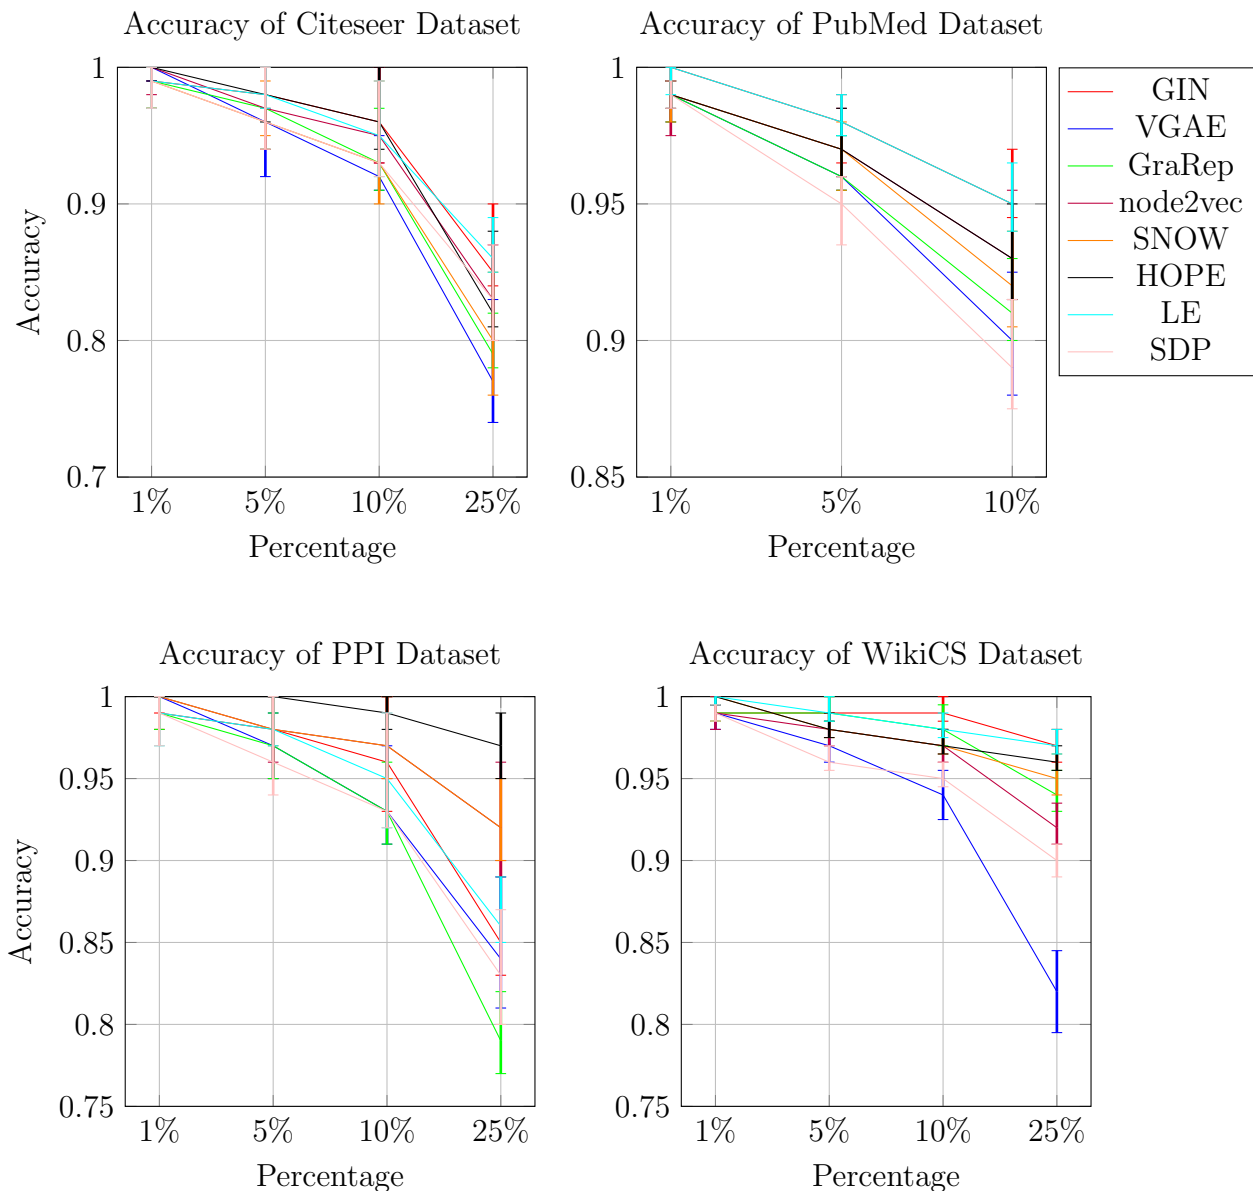 Accuracy of Citeseer Dataset
1
0.9
0.8
0.7
1% 5% 10% 25%
Percentage
Accuracy
Accuracy of PubMed Dataset
1
0.95
0.9
0.85
1% 5% 10%
Percentage
GIN
VGAE
GraRep
node2vec
SNOW
HOPE
LE
SDP
Accuracy of PPI Dataset
1
0.95
0.9
0.85
0.8
0.75
1% 5% 10% 25%
Percentage
Accuracy
Accuracy of WikiCS Dataset
1
0.95
0.9
0.85
0.8
0.75
1% 5% 10% 25%
Percentage